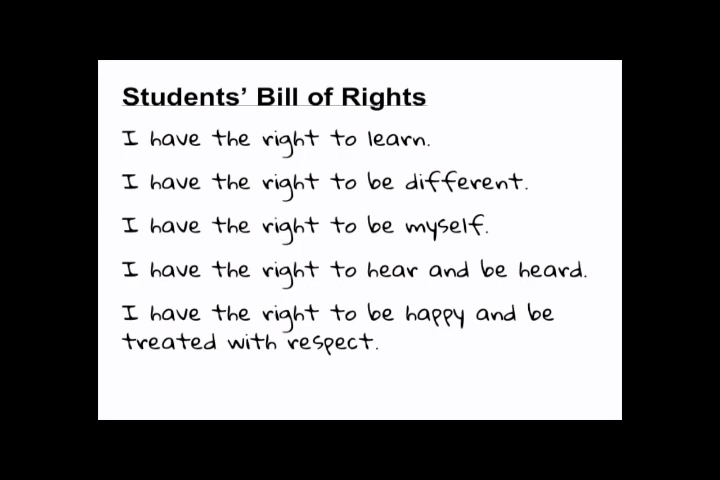 Students’ Bill of Rights
I have the right to learn.
I have the right to be different.
I have the right to be myself.
I have the right to hear and be heard.
I have the right to be happy and be
treated with respect.